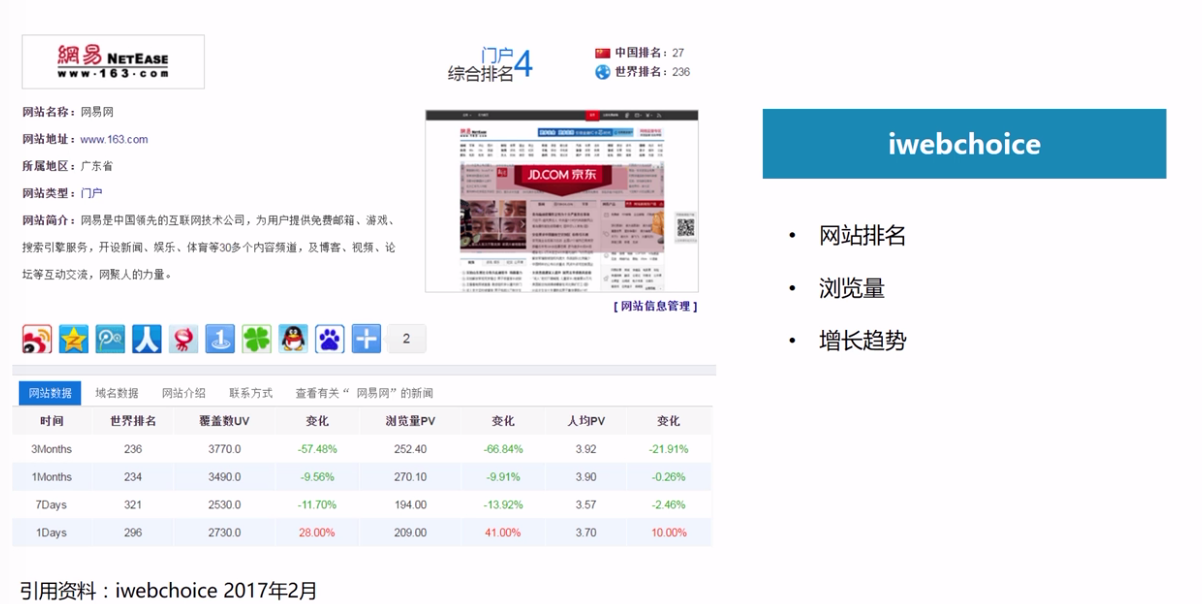 網易 NETEASE
www.163.com
门户
综合排名4
中国排名：27
世界排名：236
网站名称：网易网
网站地址：www.163.com
所属地区：广东省
网站类型：门户
网站简介：网易是中国领先的互联网技术公司，为用户提供免费邮箱、游戏、
搜索引擎服务，开设新闻、娱乐、体育等30多个内容频道，及博客、视频、论
坛等互动交流，网聚人的力量。
JD.COM 京东
[ 网站信息管理 ]
2
网站数据 域名数据 网站介绍 联系方式 查看有关“ 网易网”的新闻
时间 世界排名 覆盖数UV 变化 浏览量PV 变化 人均PV 变化
3Months 236 3770.0 -57.48% 252.40 -66.84% 3.92 -21.91%
1Months 234 3490.0 -9.56% 270.10 -9.91% 3.90 -0.26%
7Days 321 2530.0 -11.70% 194.00 -13.92% 3.57 -2.46%
1Days 296 2730.0 28.00% 209.00 41.00% 3.70 10.00%
引用资料：iwebchoice 2017年2月
iwebchoice
• 网站排名
• 浏览量
• 增长趋势